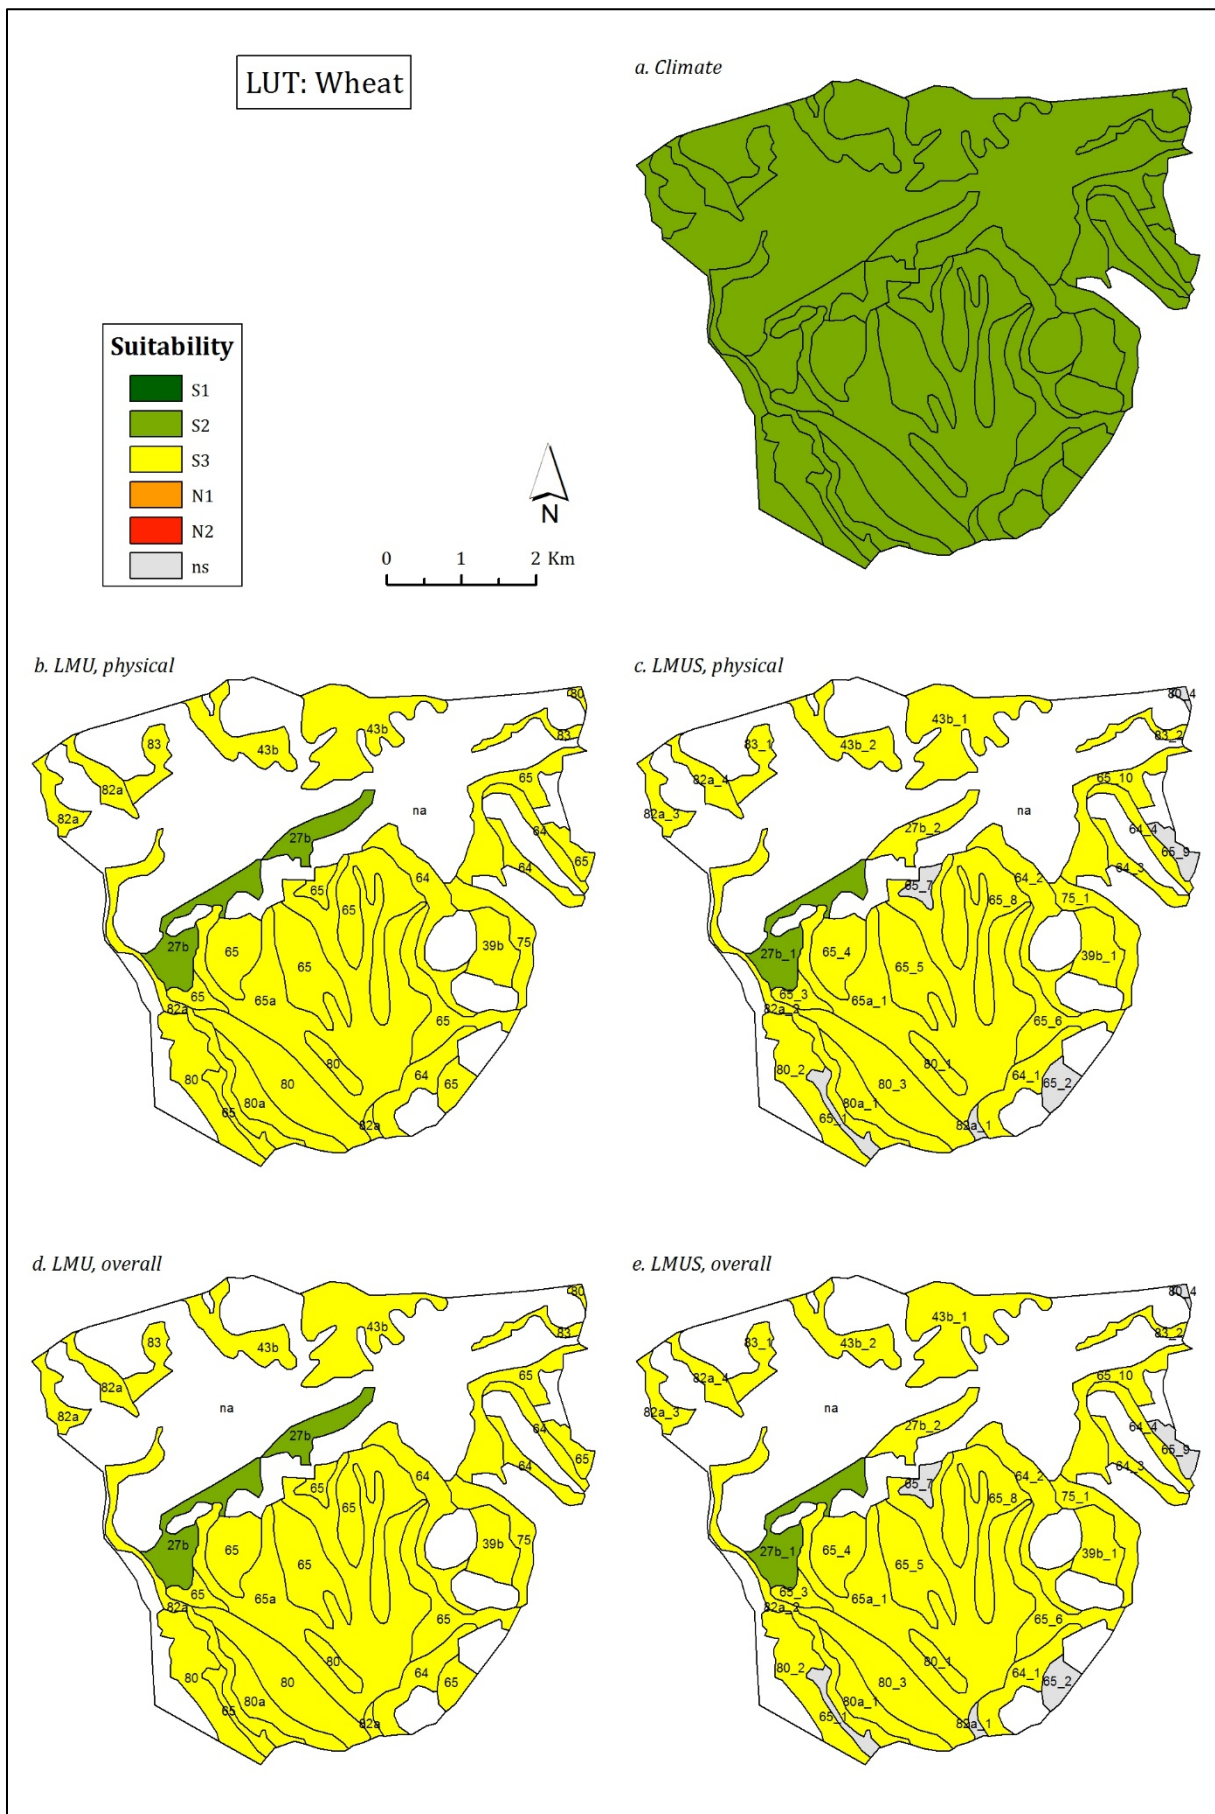 LUT: Wheat
a. Climate
Suitability
S1
S2
S3
N1
N2
ns
N
0 1 2 Km
b. LMU, physical
80
83
43b
43b
83
82a
82a
65
na
27b
64
65
64
65
64
65
27b
65
65
39b
75
65
65a
82a
65
80
80
80
64
65
80a
65
82a
c. LMUS, physical
80_4
43b_1
83_1
43b_2
83_2
82a_4
65_10
82a_3
na
27b_2
64_4
65_9
64_3
65_7
64_2
65_8
75_1
65_4
27b_1
65_5
39b_1
65_3
65a_1
82a_2
65_6
80_1
80_2
80_3
64_1
65_2
80a_1
65_1
82a_1
d. LMU, overall
80
83
43b
43b
83
82a
82a
65
na
27b
64
65
64
65
64
65
27b
65
65
39b
75
65
65a
82a
65
80
80
80
64
65
80a
65
82a
e. LMUS, overall
80_4
43b_1
83_1
43b_2
83_2
82a_4
65_10
82a_3
na
27b_2
64_4
65_9
64_3
65_7
64_2
65_8
75_1
65_4
27b_1
65_5
39b_1
65_3
65a_1
82a_2
65_6
80_1
80_2
80_3
64_1
65_2
80a_1
65_1
82a_1